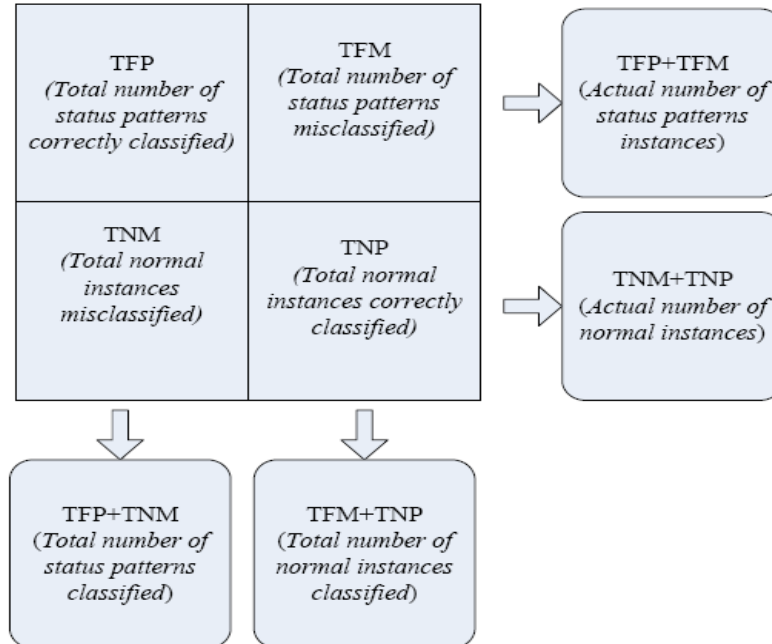 TFP
(Total number of
status patterns
correctly classified)
TFM
(Total number of
status patterns
misclassified)
TFP+TFM
(Actual number of
status patterns
instances)
TNM
(Total normal
instances
misclassified)
TNP
(Total normal
instances correctly
classified)
TNM+TNP
(Actual number of
normal instances)
TFP+TNM
(Total number of
status patterns
classified)
TFM+TNP
(Total number of
normal instances
classified)